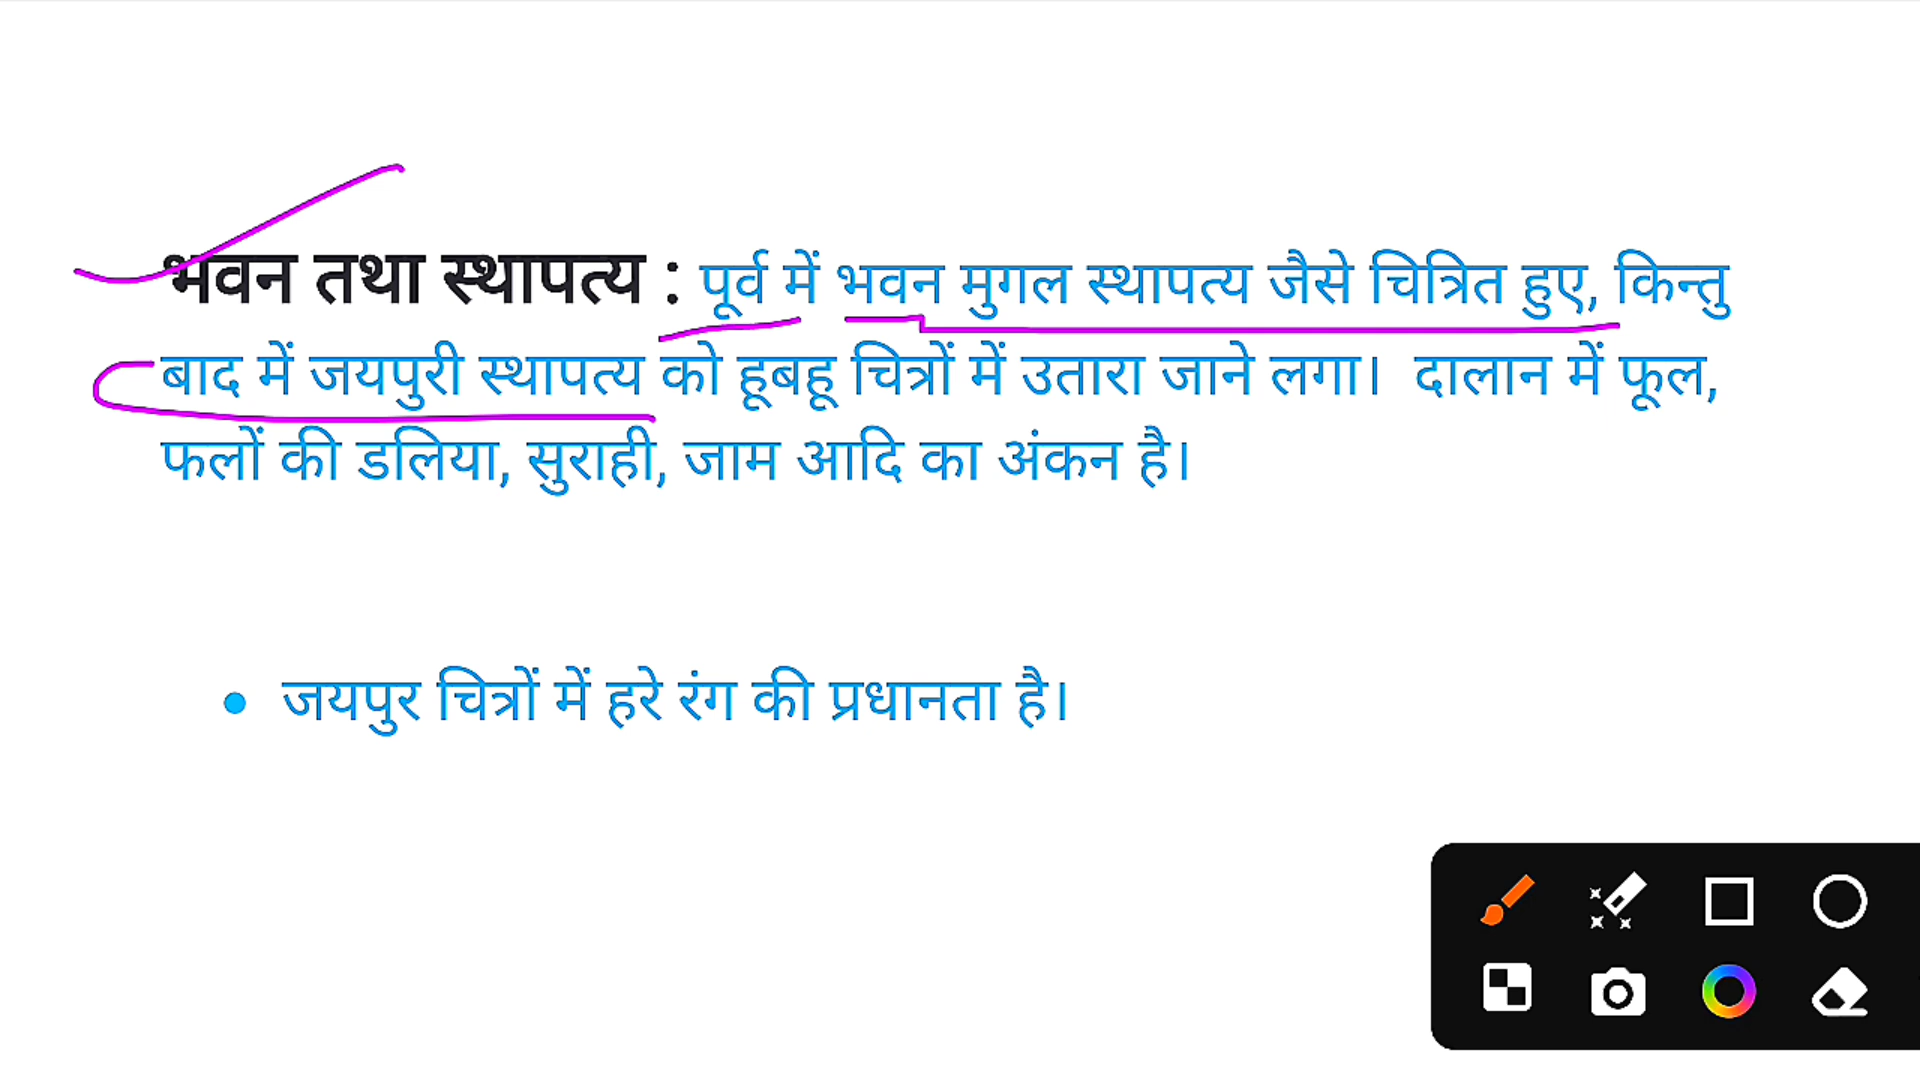 भवन तथा स्थापत्य : पूर्व में भवन मुगल स्थापत्य जैसे चित्रित हुए, किन्तु
बाद में जयपुरी स्थापत्य को हूबहू चित्रों में उतारा जाने लगा। दालान में फूल,
फलों की डलिया, सुराही, जाम आदि का अंकन है।
• जयपुर चित्रों में हरे रंग की प्रधानता है।